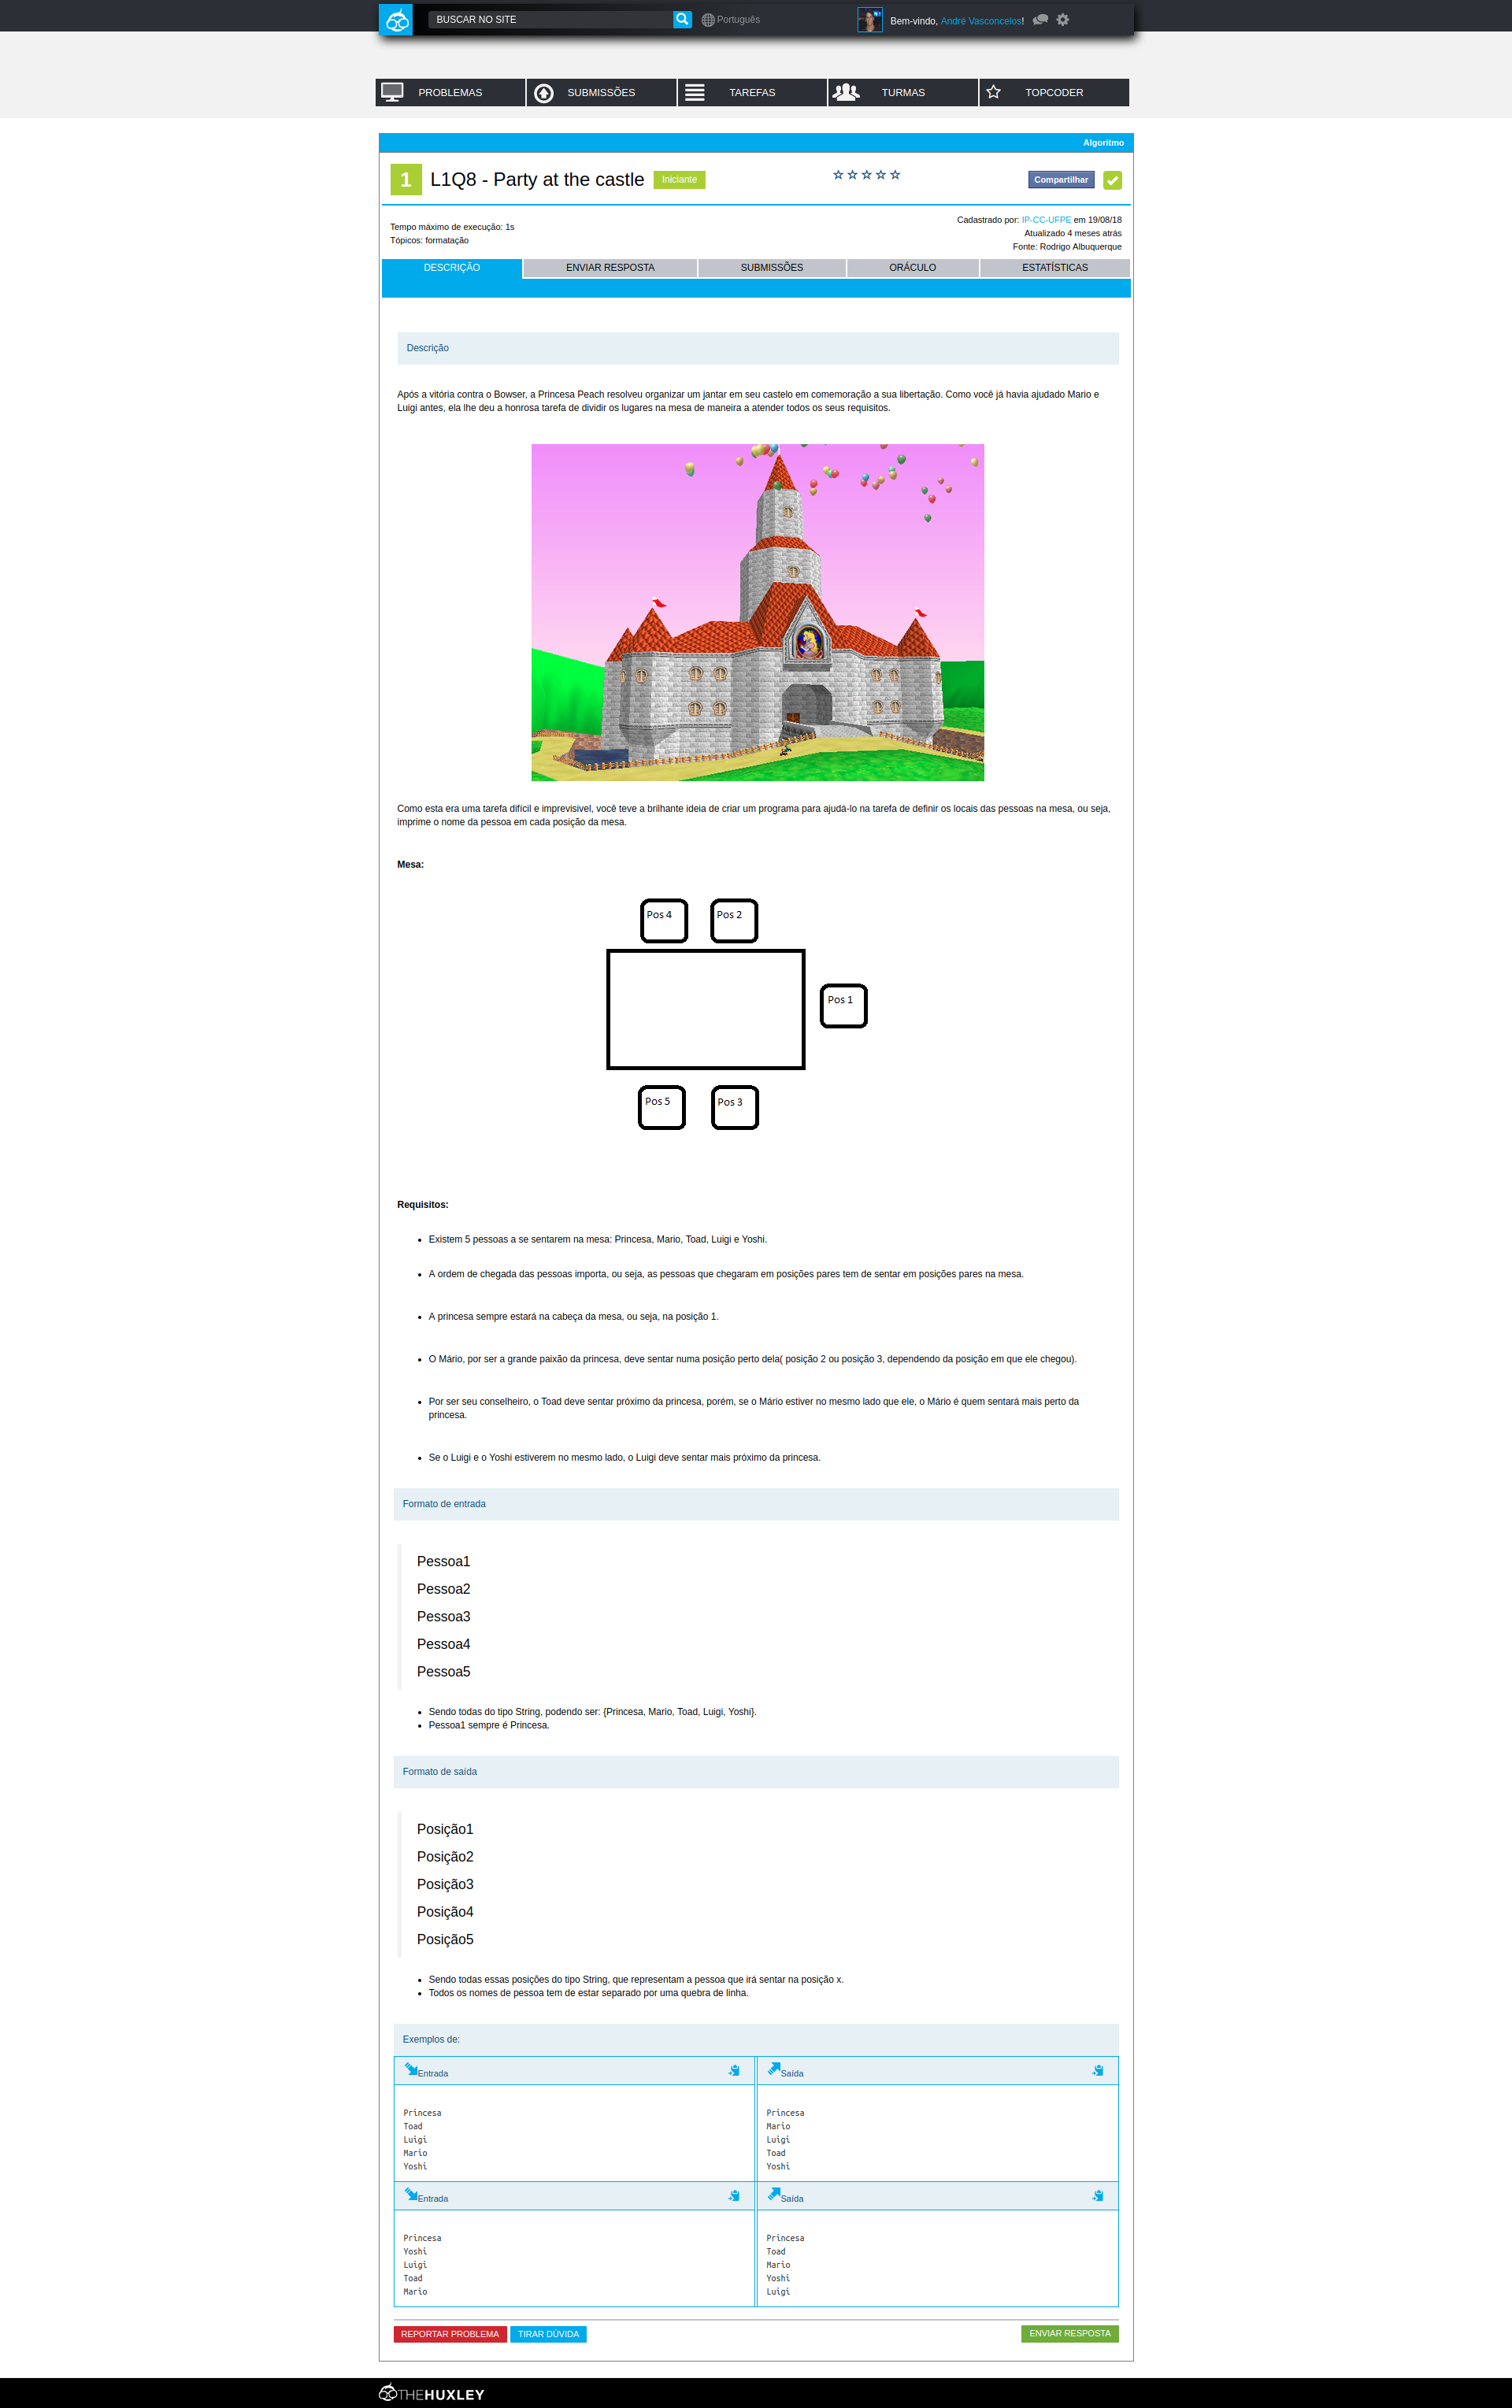 BUSCAR NO SITE
Português
Bem-vindo, André Vasconcelos!
PROBLEMAS
SUBMISSÕES
TAREFAS
TURMAS
TOPCODER
Algoritmo
1
L1Q8 - Party at the castle
Iniciante
Compartilhar
Tempo máximo de execução: 1s
Tópicos: formatação
Cadastrado por: IP-CC-UFPE em 19/08/18
Atualizado 4 meses atrás
Fonte: Rodrigo Albuquerque
DESCRIÇÃO
ENVIAR RESPOSTA
SUBMISSÕES
ORÁCULO
ESTATÍSTICAS
Descrição
Após a vitória contra o Bowser, a Princesa Peach resolveu organizar um jantar em seu castelo em comemoração a sua libertação. Como você já havia ajudado Mario e
Luigi antes, ela lhe deu a honrosa tarefa de dividir os lugares na mesa de maneira a atender todos os seus requisitos.
Como esta era uma tarefa difícil e imprevisivel, você teve a brilhante ideia de criar um programa para ajudá-lo na tarefa de definir os locais das pessoas na mesa, ou seja,
imprime o nome da pessoa em cada posição da mesa.
Mesa:
Pos 4
Pos 2
Pos 1
Pos 5
Pos 3
Requisitos:
Existem 5 pessoas a se sentarem na mesa: Princesa, Mario, Toad, Luigi e Yoshi.
A ordem de chegada das pessoas importa, ou seja, as pessoas que chegaram em posições pares tem de sentar em posições pares na mesa.
A princesa sempre estará na cabeça da mesa, ou seja, na posição 1.
O Mário, por ser a grande paixão da princesa, deve sentar numa posição perto dela( posição 2 ou posição 3, dependendo da posição em que ele chegou).
Por ser seu conselheiro, o Toad deve sentar próximo da princesa, porém, se o Mário estiver no mesmo lado que ele, o Mário é quem sentará mais perto da
princesa.
Se o Luigi e o Yoshi estiverem no mesmo lado, o Luigi deve sentar mais próximo da princesa.
Formato de entrada
Pessoa1
Pessoa2
Pessoa3
Pessoa4
Pessoa5
Sendo todas do tipo String, podendo ser: {Princesa, Mario, Toad, Luigi, Yoshi}.
Pessoa1 sempre é Princesa.
Formato de saída
Posição1
Posição2
Posição3
Posição4
Posição5
Sendo todas essas posições do tipo String, que representam a pessoa que irá sentar na posição x.
Todos os nomes de pessoa tem de estar separado por uma quebra de linha.
Exemplos de:
Entrada
Saída
Princesa
Toad
Luigi
Mario
Yoshi
Princesa
Mario
Luigi
Toad
Yoshi
Entrada
Saída
Princesa
Yoshi
Luigi
Toad
Mario
Princesa
Toad
Mario
Yoshi
Luigi
REPORTAR PROBLEMA
TIRAR DÚVIDA
ENVIAR RESPOSTA
THEHUXLEY